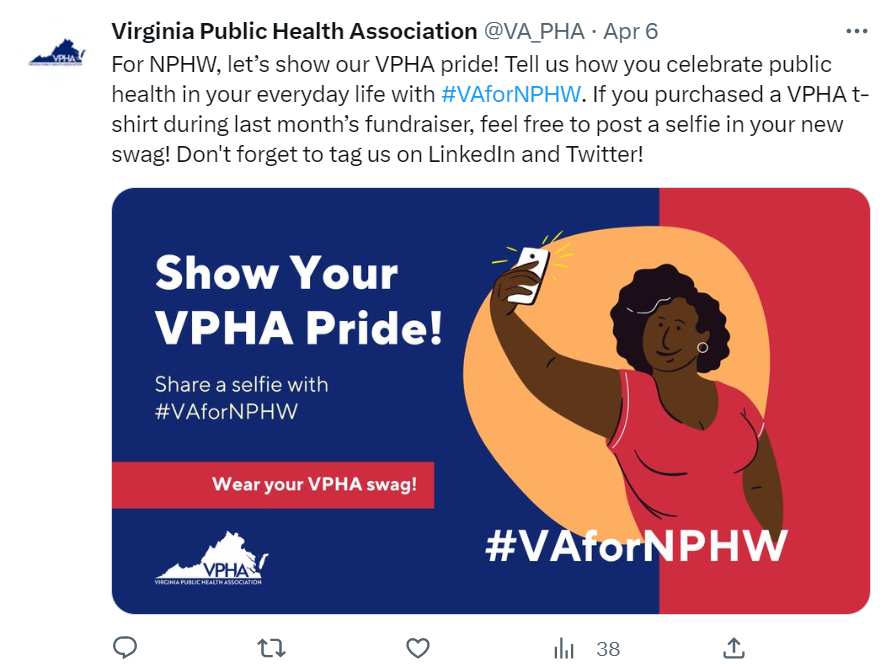 Virginia Public Health Association @VA_PHA · Apr 6
For NPHW, let’s show our VPHA pride! Tell us how you celebrate public
health in your everyday life with #VAforNPHW. If you purchased a VPHA t-
shirt during last month’s fundraiser, feel free to post a selfie in your new
swag! Don't forget to tag us on LinkedIn and Twitter!
Show Your
VPHA Pride!
Share a selfie with
#VAforNPHW
Wear your VPHA swag!
#VAforNPHW
VPHA
VIRGINIA PUBLIC HEALTH ASSOCIATION
38